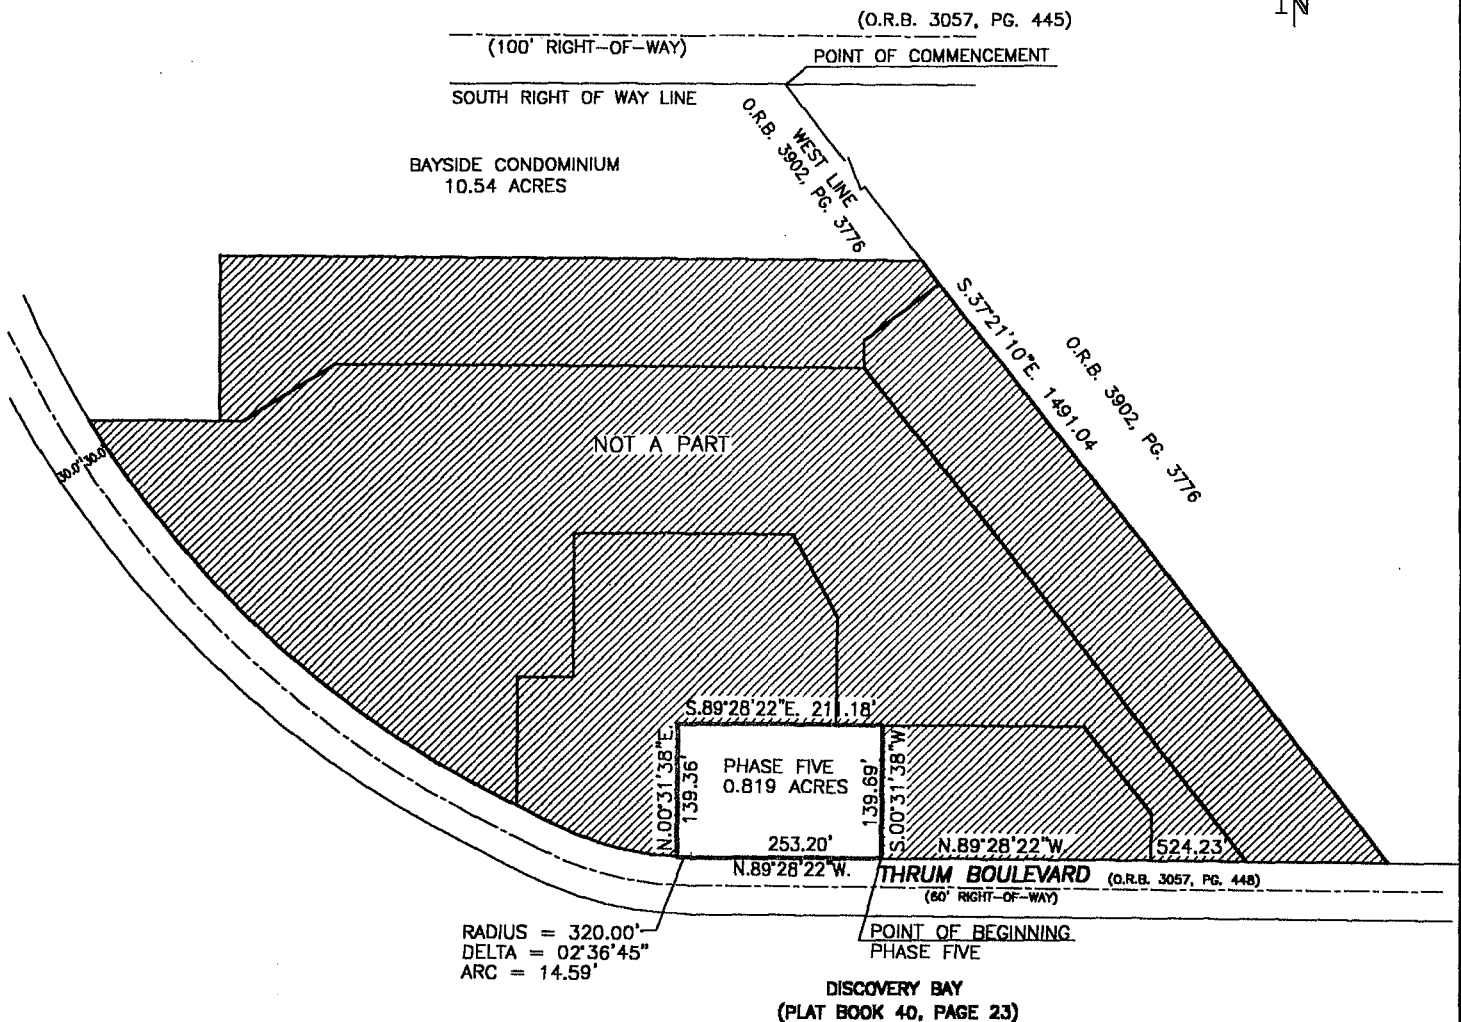 N
(O.R.B. 3057, PG. 445)
(100' RIGHT-OF-WAY)
POINT OF COMMENCEMENT
SOUTH RIGHT OF WAY LINE
WEST LINE
O.R.B. 3902, PG. 3776
BAYSIDE CONDOMINIUM
10.54 ACRES
S.37°21'10"E. 1491.04
O.R.B. 3902, PG. 3776
NOT A PART
30.0' 30.0'
S.89°28'22"E. 211.18'
N.00°31'38"E.
139.36'
PHASE FIVE
0.819 ACRES
139.69'
S.00°31'38"W.
253.20'
N.89°28'22"W.
N.89°28'22"W.
524.23'
THRUM BOULEVARD (O.R.B. 3057, PG. 448)
(60' RIGHT-OF-WAY)
RADIUS = 320.00'
DELTA = 02°36'45"
ARC = 14.59'
POINT OF BEGINNING
PHASE FIVE
DISCOVERY BAY
(PLAT BOOK 40, PAGE 23)